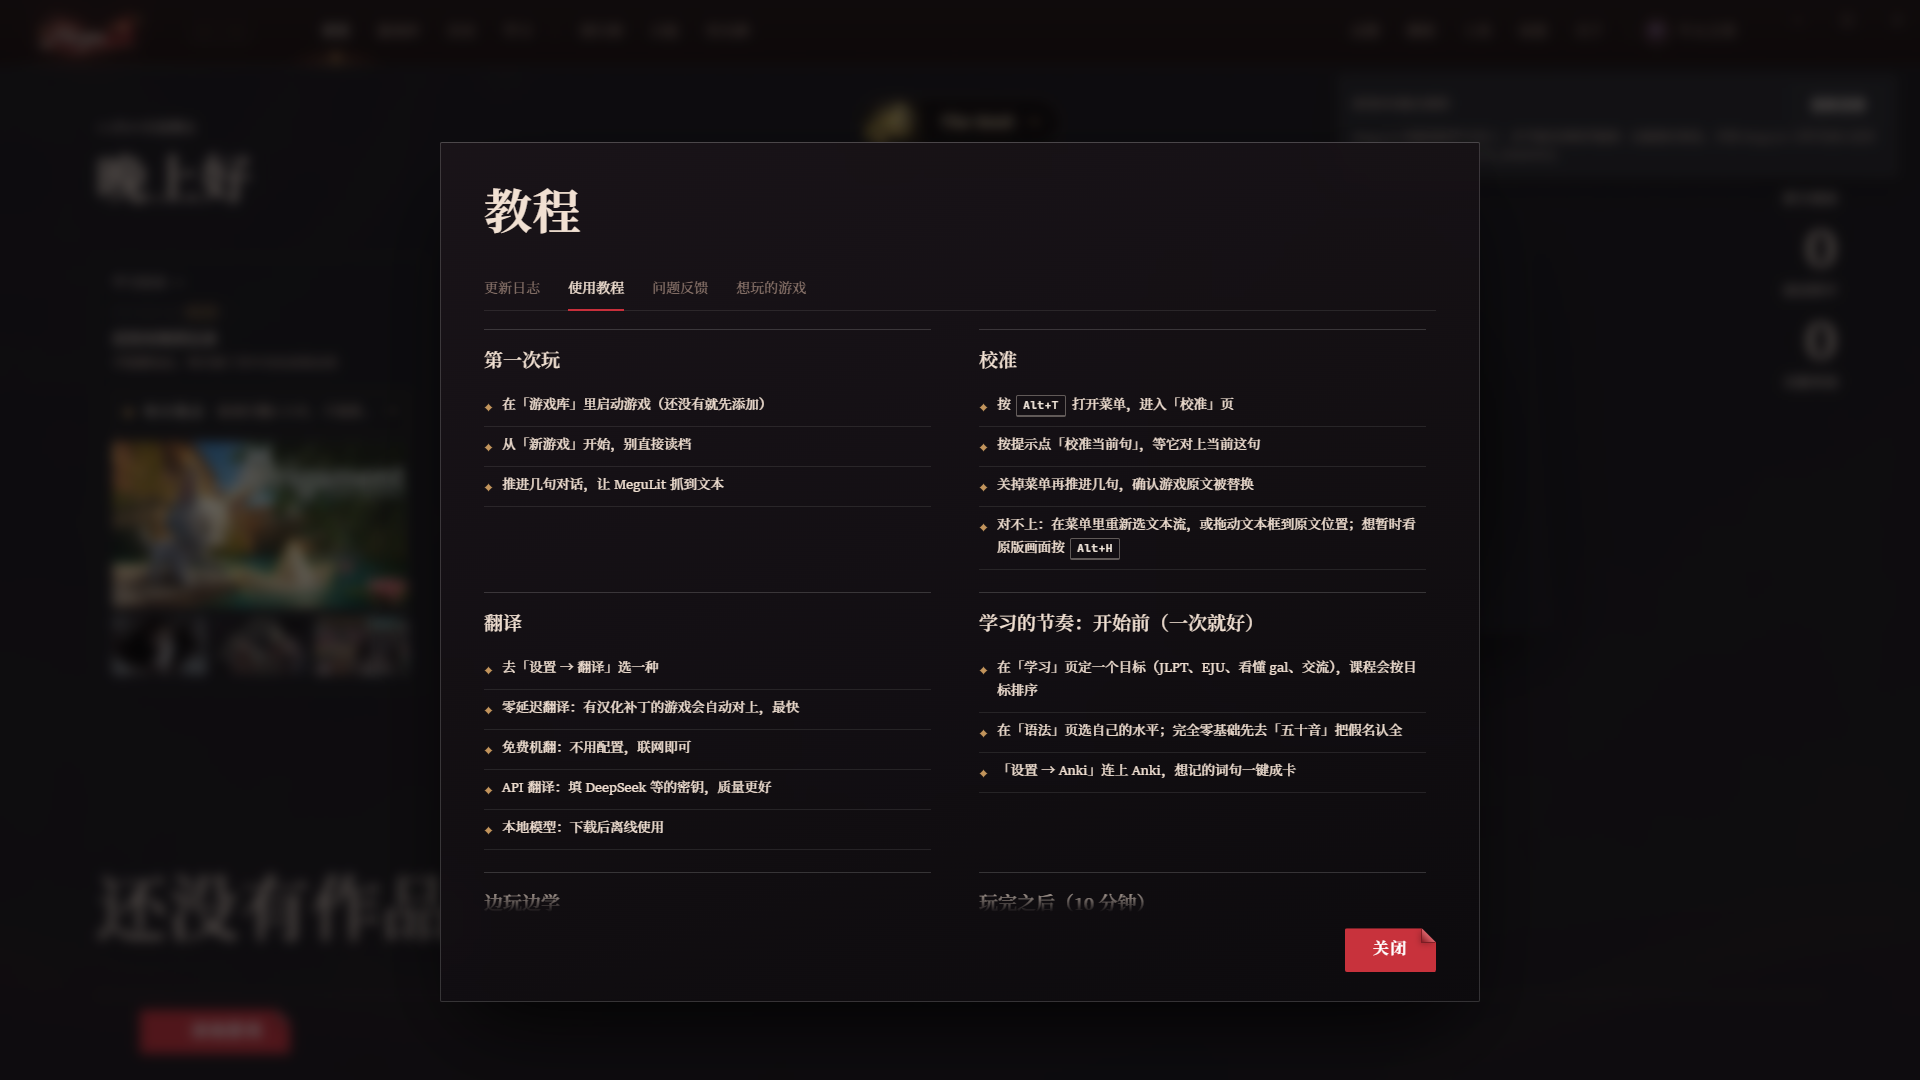 晚上好
教程
更新日志 使用教程 问题反馈 想玩的游戏
第一次玩
在「游戏库」里启动游戏（还没有就先添加）
从「新游戏」开始，别直接读档
推进几句对话，让 MeguLit 抓到文本
校准
按 Alt+T 打开菜单，进入「校准」页
按提示点「校准当前句」，等它对上当前这句
关掉菜单再推进几句，确认游戏原文被替换
对不上：在菜单里重新选文本流，或拖动文本框到原文位置；想暂时看
原版画面按 Alt+H
翻译
去「设置 → 翻译」选一种
零延迟翻译：有汉化补丁的游戏会自动对上，最快
免费机翻：不用配置，联网即可
API 翻译：填 DeepSeek 等的密钥，质量更好
本地模型：下载后离线使用
学习的节奏：开始前（一次就好）
在「学习」页定一个目标（JLPT、EJU、看懂 gal、交流），课程会按目
标排序
在「语法」页选自己的水平；完全零基础先去「五十音」把假名认全
「设置 → Anki」连上 Anki，想记的词句一键成卡
边玩边学
玩完之后（10 分钟）
还没有作品
关闭